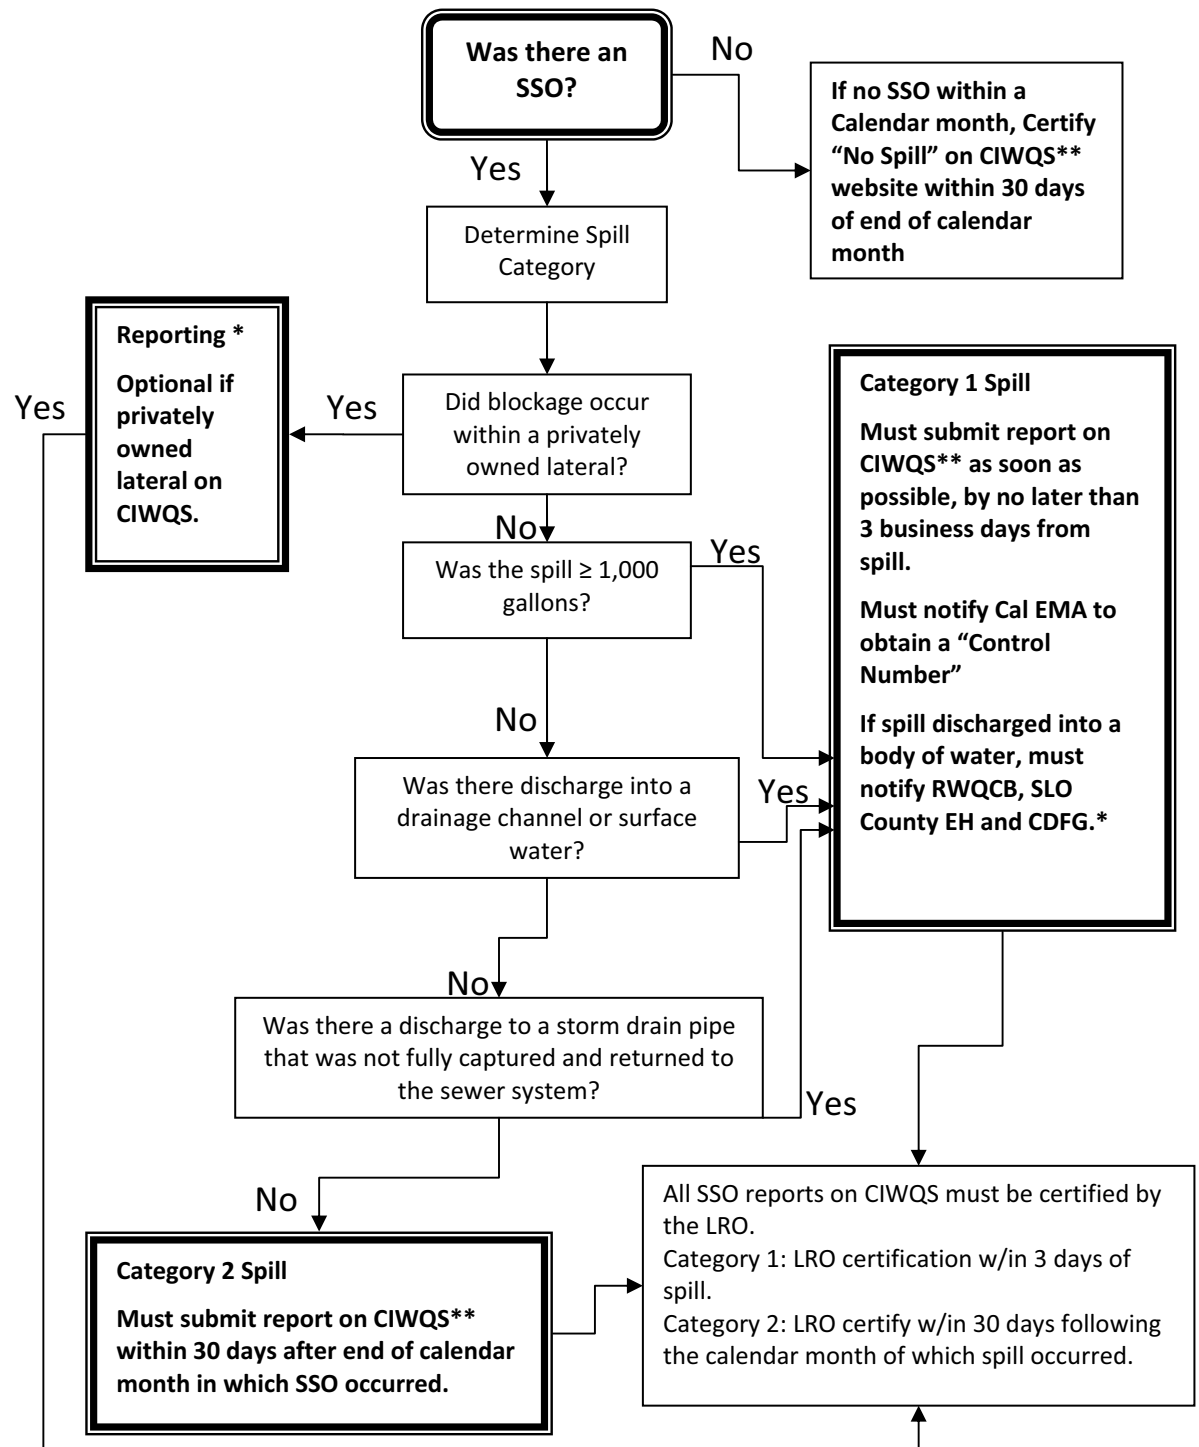 Was there an
SSO?
No
If no SSO within a
Calendar month, Certify
“No Spill” on CIWQS**
website within 30 days
of end of calendar
month
Yes
Determine Spill
Category
Reporting *
Optional if
privately
owned
lateral on
CIWQS.
Yes
Yes
Did blockage occur
within a privately
owned lateral?
No
Was the spill ≥ 1,000
gallons?
Yes
Category 1 Spill
Must submit report on
CIWQS** as soon as
possible, by no later than
3 business days from
spill.
Must notify Cal EMA to
obtain a “Control
Number”
If spill discharged into a
body of water, must
notify RWQCB, SLO
County EH and CDFG.*
No
Was there discharge into a
drainage channel or surface
water?
Yes
No
Was there a discharge to a storm drain pipe
that was not fully captured and returned to
the sewer system?
Yes
No
Category 2 Spill
Must submit report on CIWQS**
within 30 days after end of calendar
month in which SSO occurred.
All SSO reports on CIWQS must be certified by
the LRO.
Category 1: LRO certification w/in 3 days of
spill.
Category 2: LRO certify w/in 30 days following
the calendar month of which spill occurred.